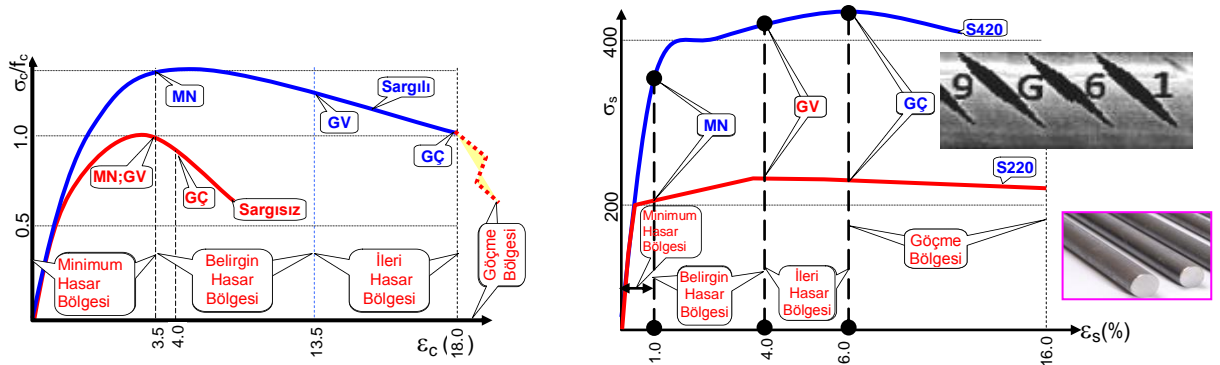 σc/fc
1.0
0.5
MN
Sargılı
GV
GÇ
MN;GV
GÇ
Sargısız
Minimum
Hasar
Bölgesi
Belirgin
Hasar
Bölgesi
İleri
Hasar
Bölgesi
Göçme
Bölgesi
3.5
4.0
13.5
18.0
εc ( )
σs
400
200
S420
MN
GV
GÇ
S220
9 G 6 1
Minimum
Hasar
Bölgesi
Belirgin
Hasar
Bölgesi
İleri
Hasar
Bölgesi
Göçme
Bölgesi
1.0
4.0
6.0
16.0
εs(%)